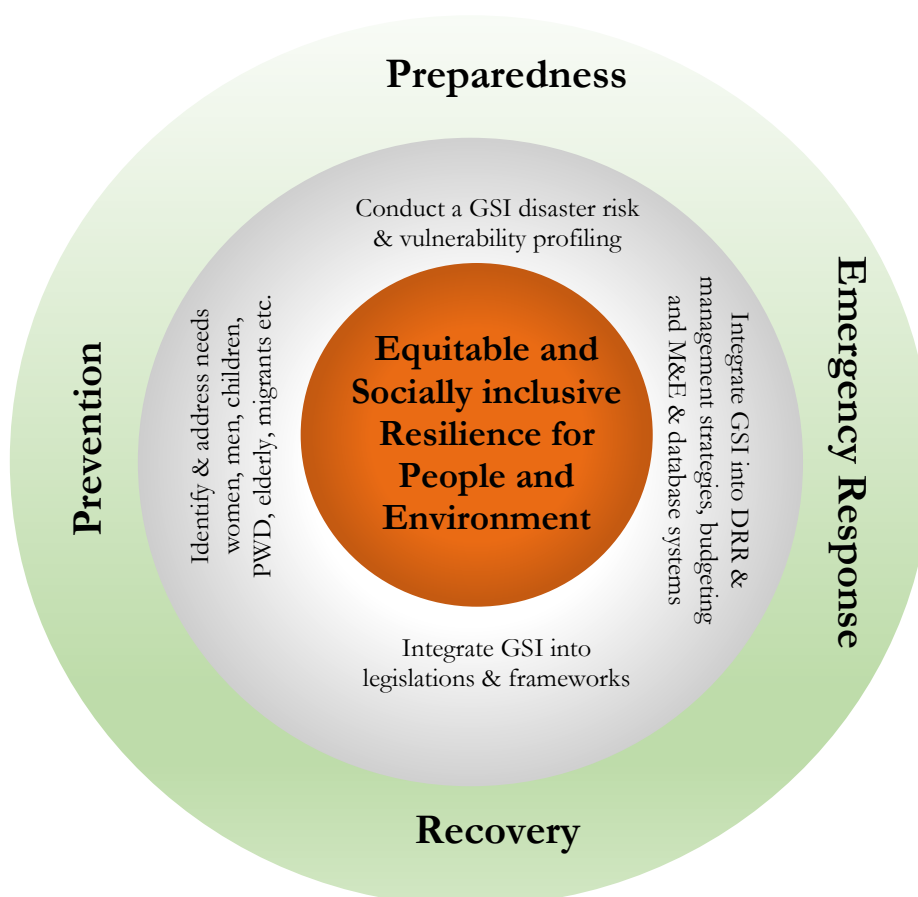 Preparedness
Conduct a GSI disaster risk
& vulnerability profiling
Emergency Response
Integrate GSI into DRR &
management strategies, budgeting
and M&E & database systems
Equitable and
Socially inclusive
Resilience for
People and
Environment
Prevention
Identify & address needs
women, men, children,
PWD, elderly, migrants etc.
Integrate GSI into
legislations & frameworks
Recovery